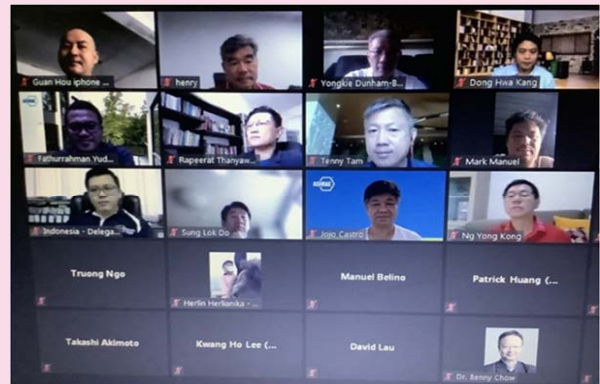 Guan Hou iphone ...
henry
Yongkie Dunham-B...
Dong Hwa Kang
Fathurrahman Yud...
Rapeerat Thanyaw...
Tenny Tam
Mark Manuel
Indonesia - Delega...
Sung Lok Do
Jojo Castro
Ng Yong Kong
Truong Ngo
Herlin Herlianika - ...
Manuel Belino
Patrick Huang (...
Takashi Akimoto
Kwang Ho Lee (...
David Lau
Dr. Benny Chow